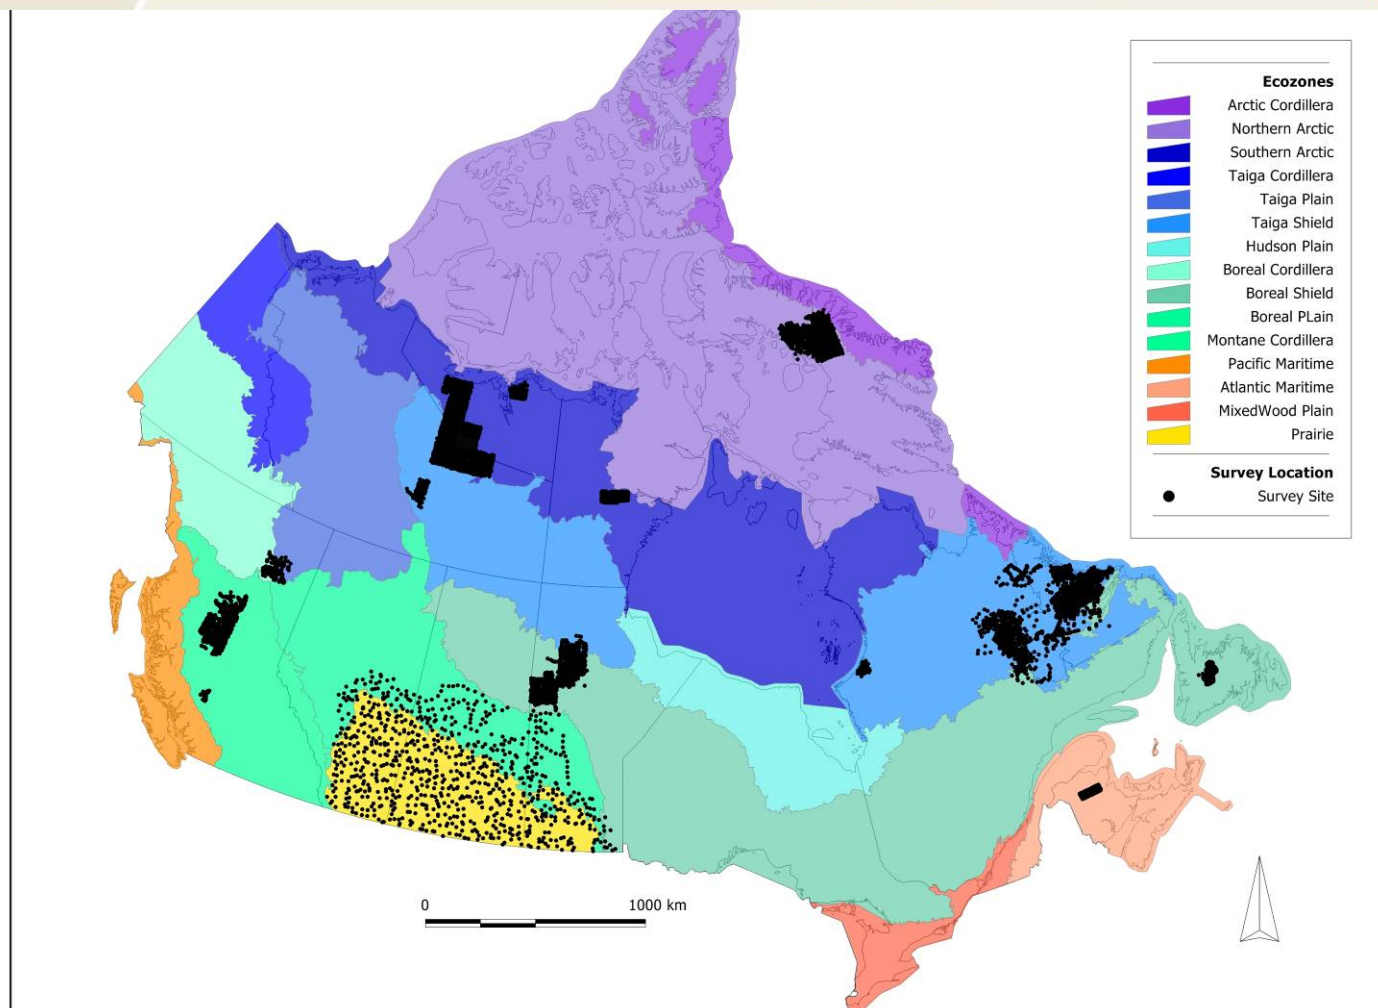 Ecozones
Arctic Cordillera
Northern Arctic
Southern Arctic
Taiga Cordillera
Taiga Plain
Taiga Shield
Hudson Plain
Boreal Cordillera
Boreal Shield
Boreal PLain
Montane Cordillera
Pacific Maritime
Atlantic Maritime
MixedWood Plain
Prairie
Survey Location
Survey Site
0 1000 km